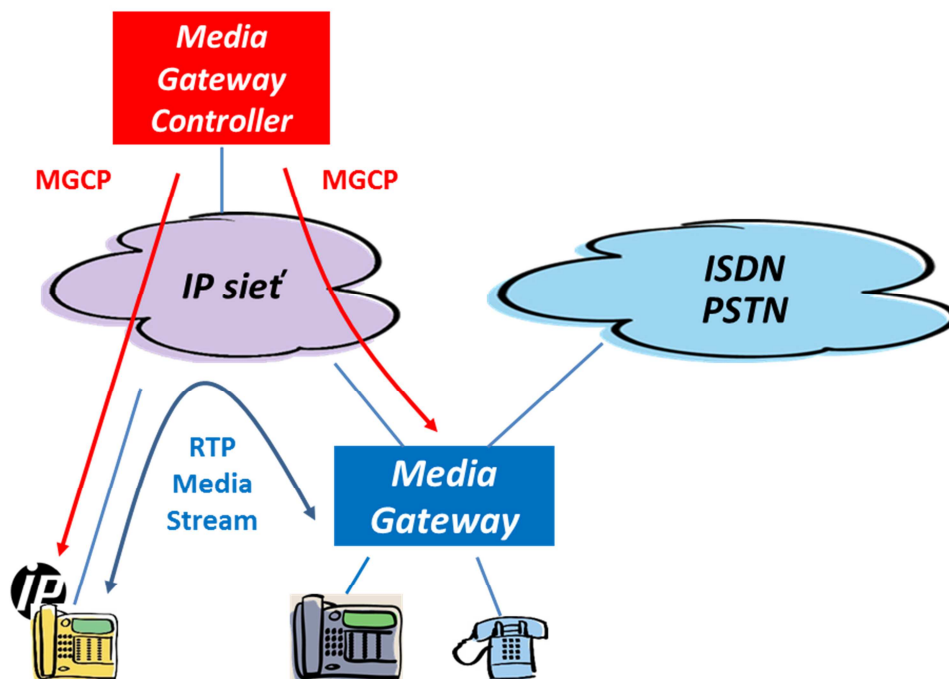 Media
Gateway
Controller
MGCP
MGCP
IP sieť
ISDN
PSTN
RTP
Media
Stream
Media
Gateway
IP